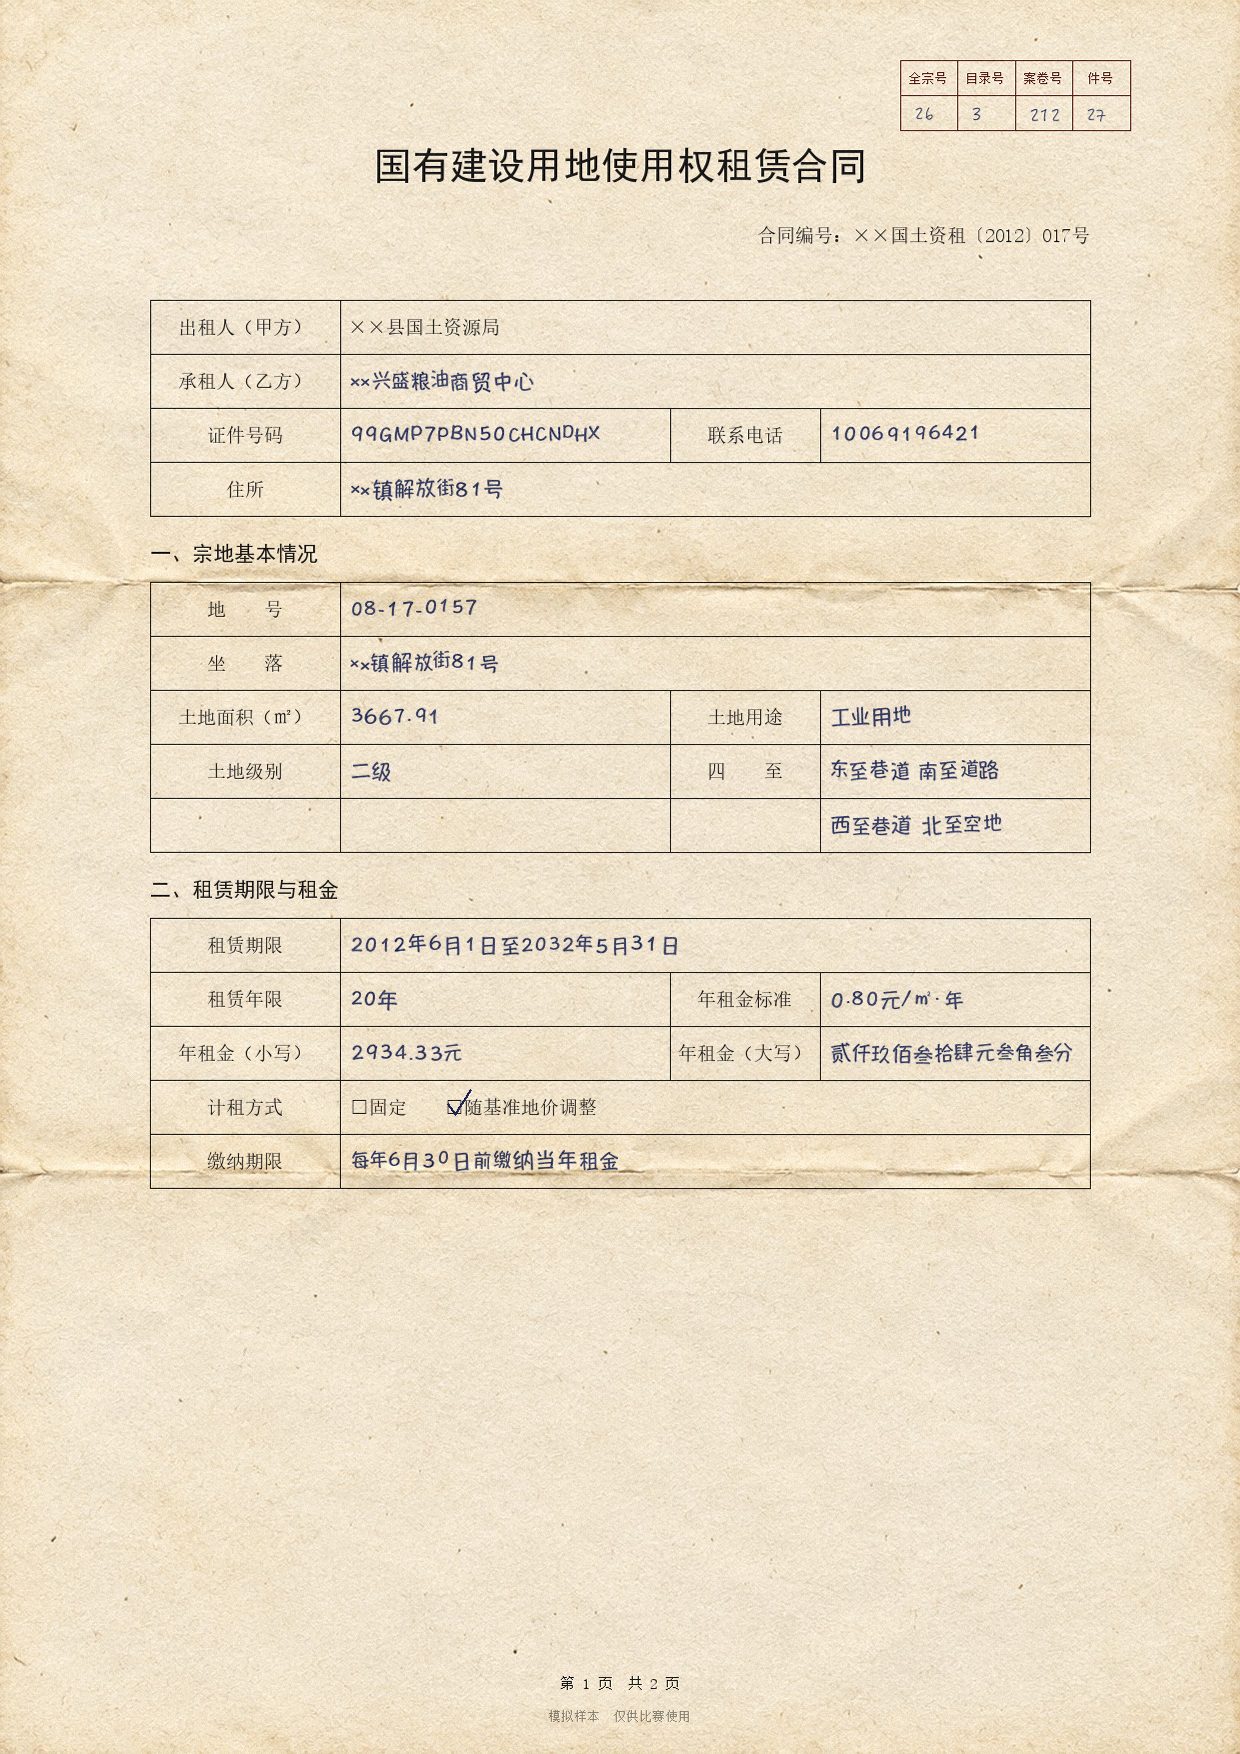 全宗号 目录号 案卷号 件号
26 3 212 27
国有建设用地使用权租赁合同
合同编号：××国土资租〔2012〕017号
出租人（甲方） ××县国土资源局
承租人（乙方） ××兴盛粮油商贸中心
证件号码 99GMP7PBN50CHCNDHX 联系电话 10069196421
住所 ××镇解放街81号
一、宗地基本情况
地 号 08-17-0157
坐 落 ××镇解放街81号
土地面积（㎡） 3667.91 土地用途 工业用地
土地级别 二级 四 至 东至巷道 南至道路
西至巷道 北至空地
二、租赁期限与租金
租赁期限 2012年6月1日至2032年5月31日
租赁年限 20年 年租金标准 0.80元/㎡·年
年租金（小写） 2934.33元 年租金（大写） 贰仟玖佰叁拾肆元叁角叁分
计租方式 □固定 ☑随基准地价调整
缴纳期限 每年6月30日前缴纳当年租金
第 1 页 共 2 页
模拟样本 仅供比赛使用